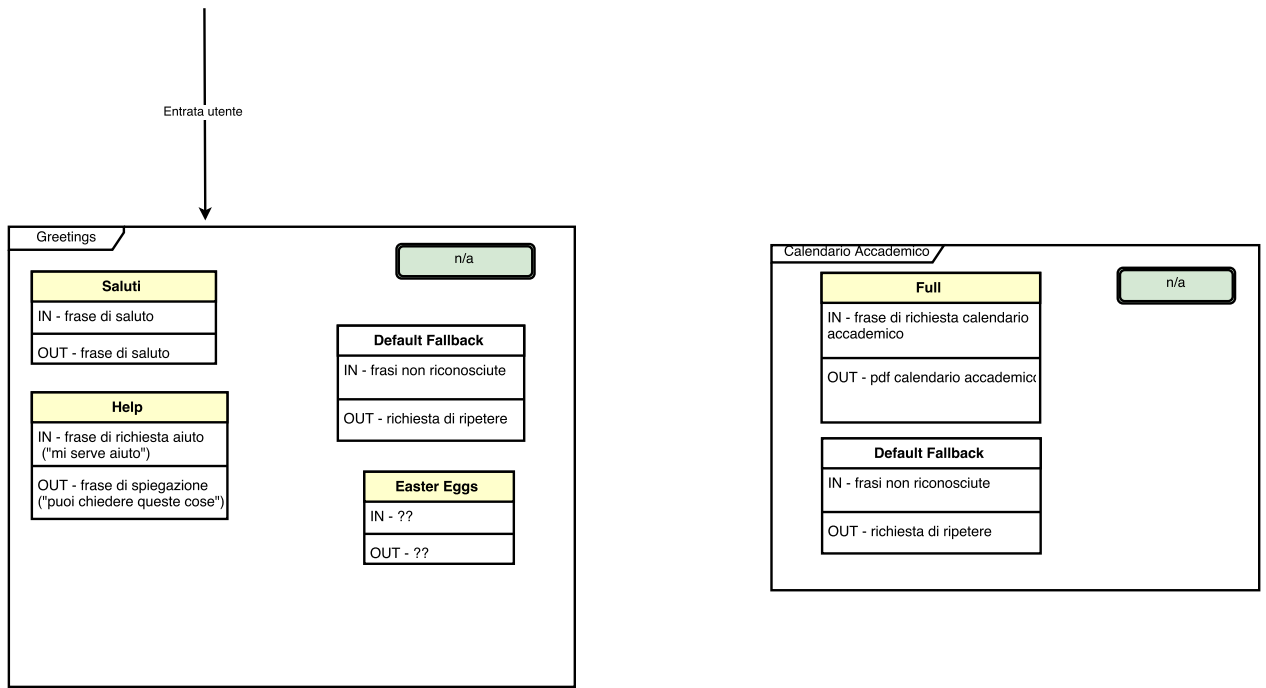 Entrata utente
Greetings
n/a
Saluti
IN - frase di saluto
OUT - frase di saluto
Default Fallback
IN - frasi non riconosciute
OUT - richiesta di ripetere
Help
IN - frase di richiesta aiuto
("mi serve aiuto")
OUT - frase di spiegazione
("puoi chiedere queste cose")
Easter Eggs
IN - ??
OUT - ??
Calendario Accademico
n/a
Full
IN - frase di richiesta calendario
accademico
OUT - pdf calendario accademico
Default Fallback
IN - frasi non riconosciute
OUT - richiesta di ripetere